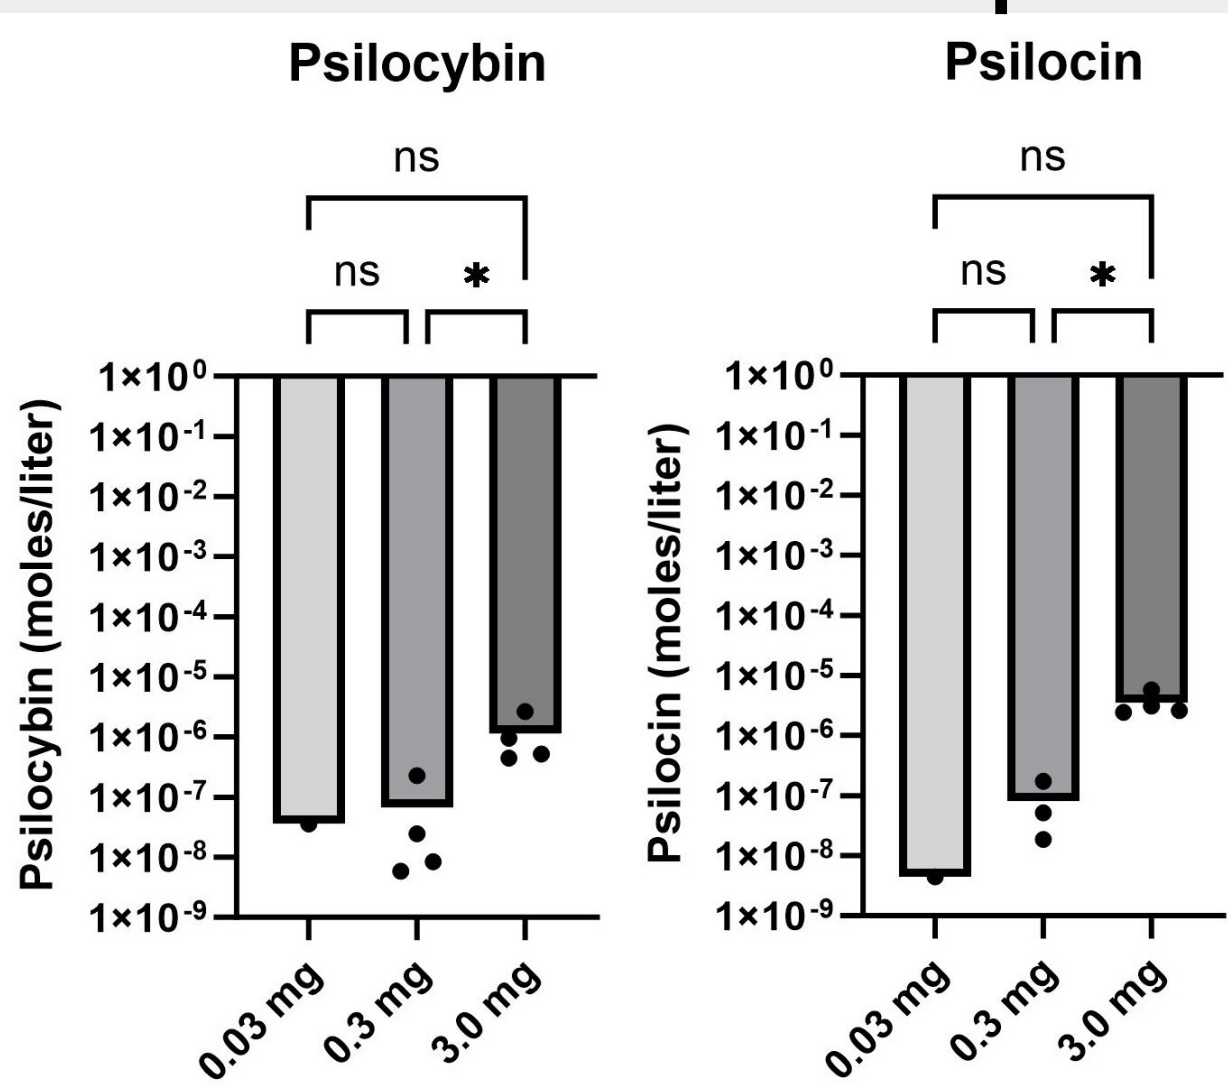 Psilocybin
ns
ns *
1×10⁰
1×10⁻¹
1×10⁻²
1×10⁻³
1×10⁻⁴
1×10⁻⁵
1×10⁻⁶
1×10⁻⁷
1×10⁻⁸
1×10⁻⁹
Psilocybin (moles/liter)
0.03 mg
0.3 mg
3.0 mg
Psilocin
ns
ns *
1×10⁰
1×10⁻¹
1×10⁻²
1×10⁻³
1×10⁻⁴
1×10⁻⁵
1×10⁻⁶
1×10⁻⁷
1×10⁻⁸
1×10⁻⁹
Psilocin (moles/liter)
0.03 mg
0.3 mg
3.0 mg